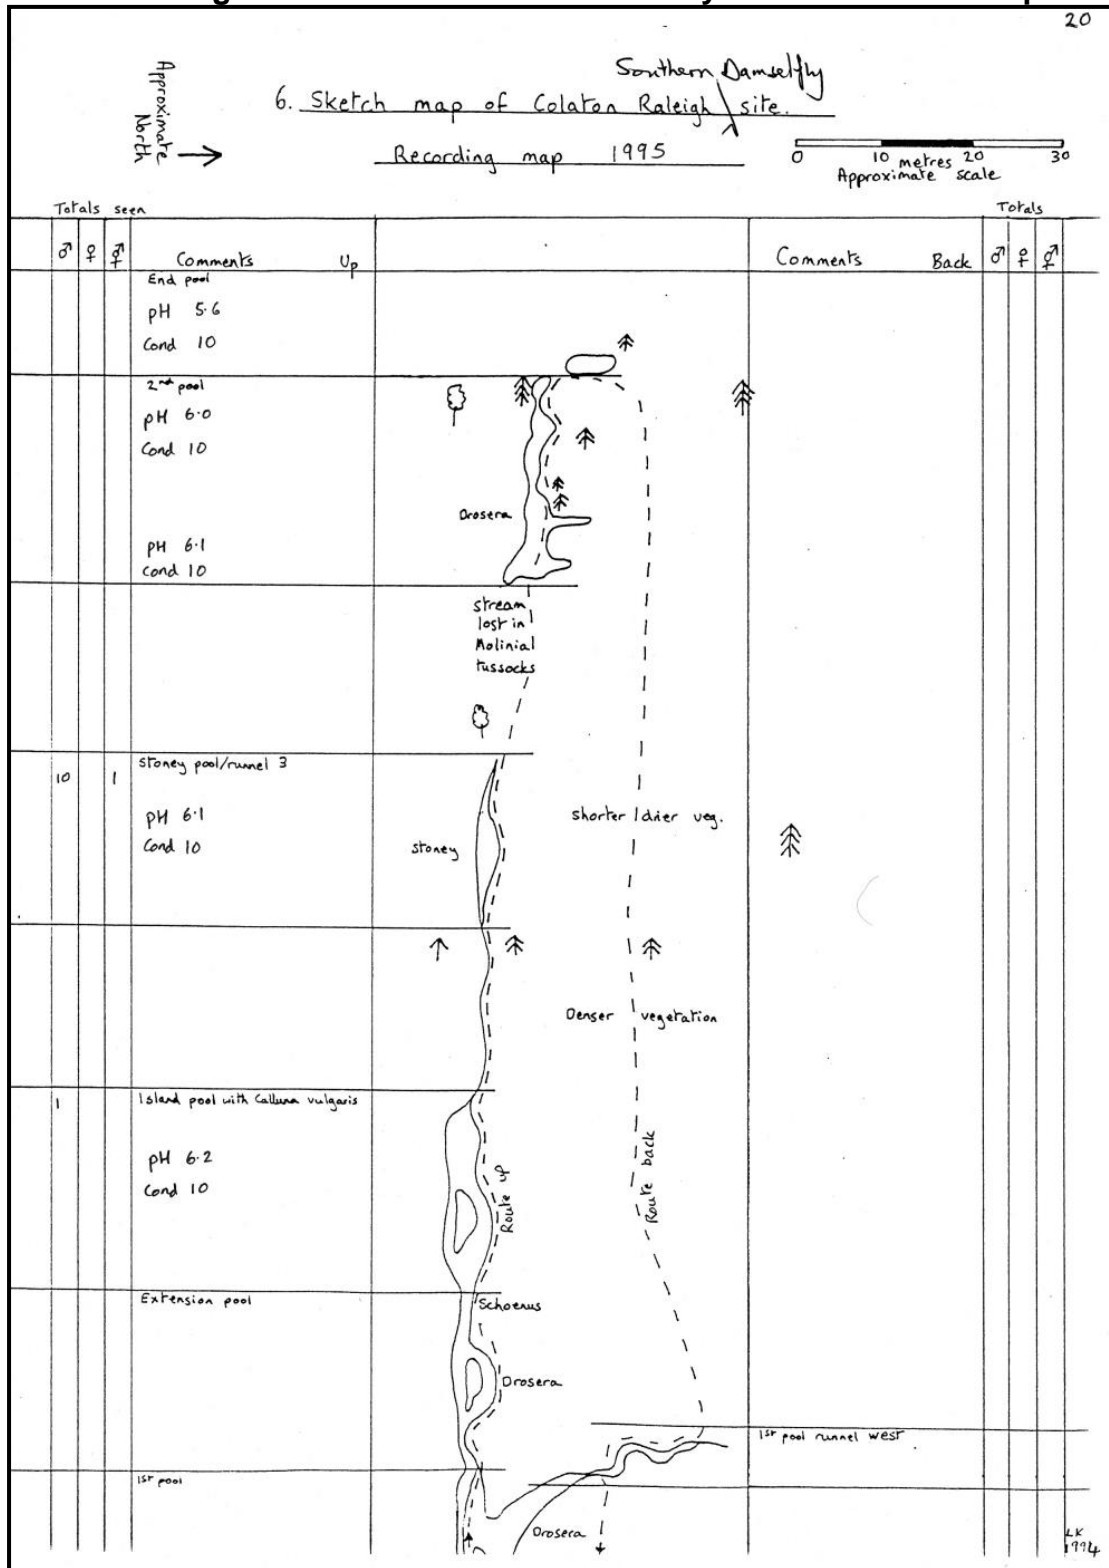 20
Southern Damselfly
6. Sketch map of Colaton Raleigh site.
Recording map 1995
Approximate
North
0 10 metres 20 30
Approximate scale
Totals seen
Totals
♂ ♀ ⚥ Comments Up
Comments Back ♂ ♀ ⚥
End pool
pH 5.6
Cond 10
2nd pool
pH 6.0
Cond 10
Drosera
pH 6.1
Cond 10
stream
lost in
Molinial
tussocks
Stoney pool/runnel 3
10 1
pH 6.1
Cond 10
stoney
shorter/drier veg.
Denser vegetation
Island pool with Calluna vulgaris
1
pH 6.2
Cond 10
Route up
Route back
Extension pool
Schoenus
Drosera
1st pool runnel west
1st pool
Drosera
LK
1994